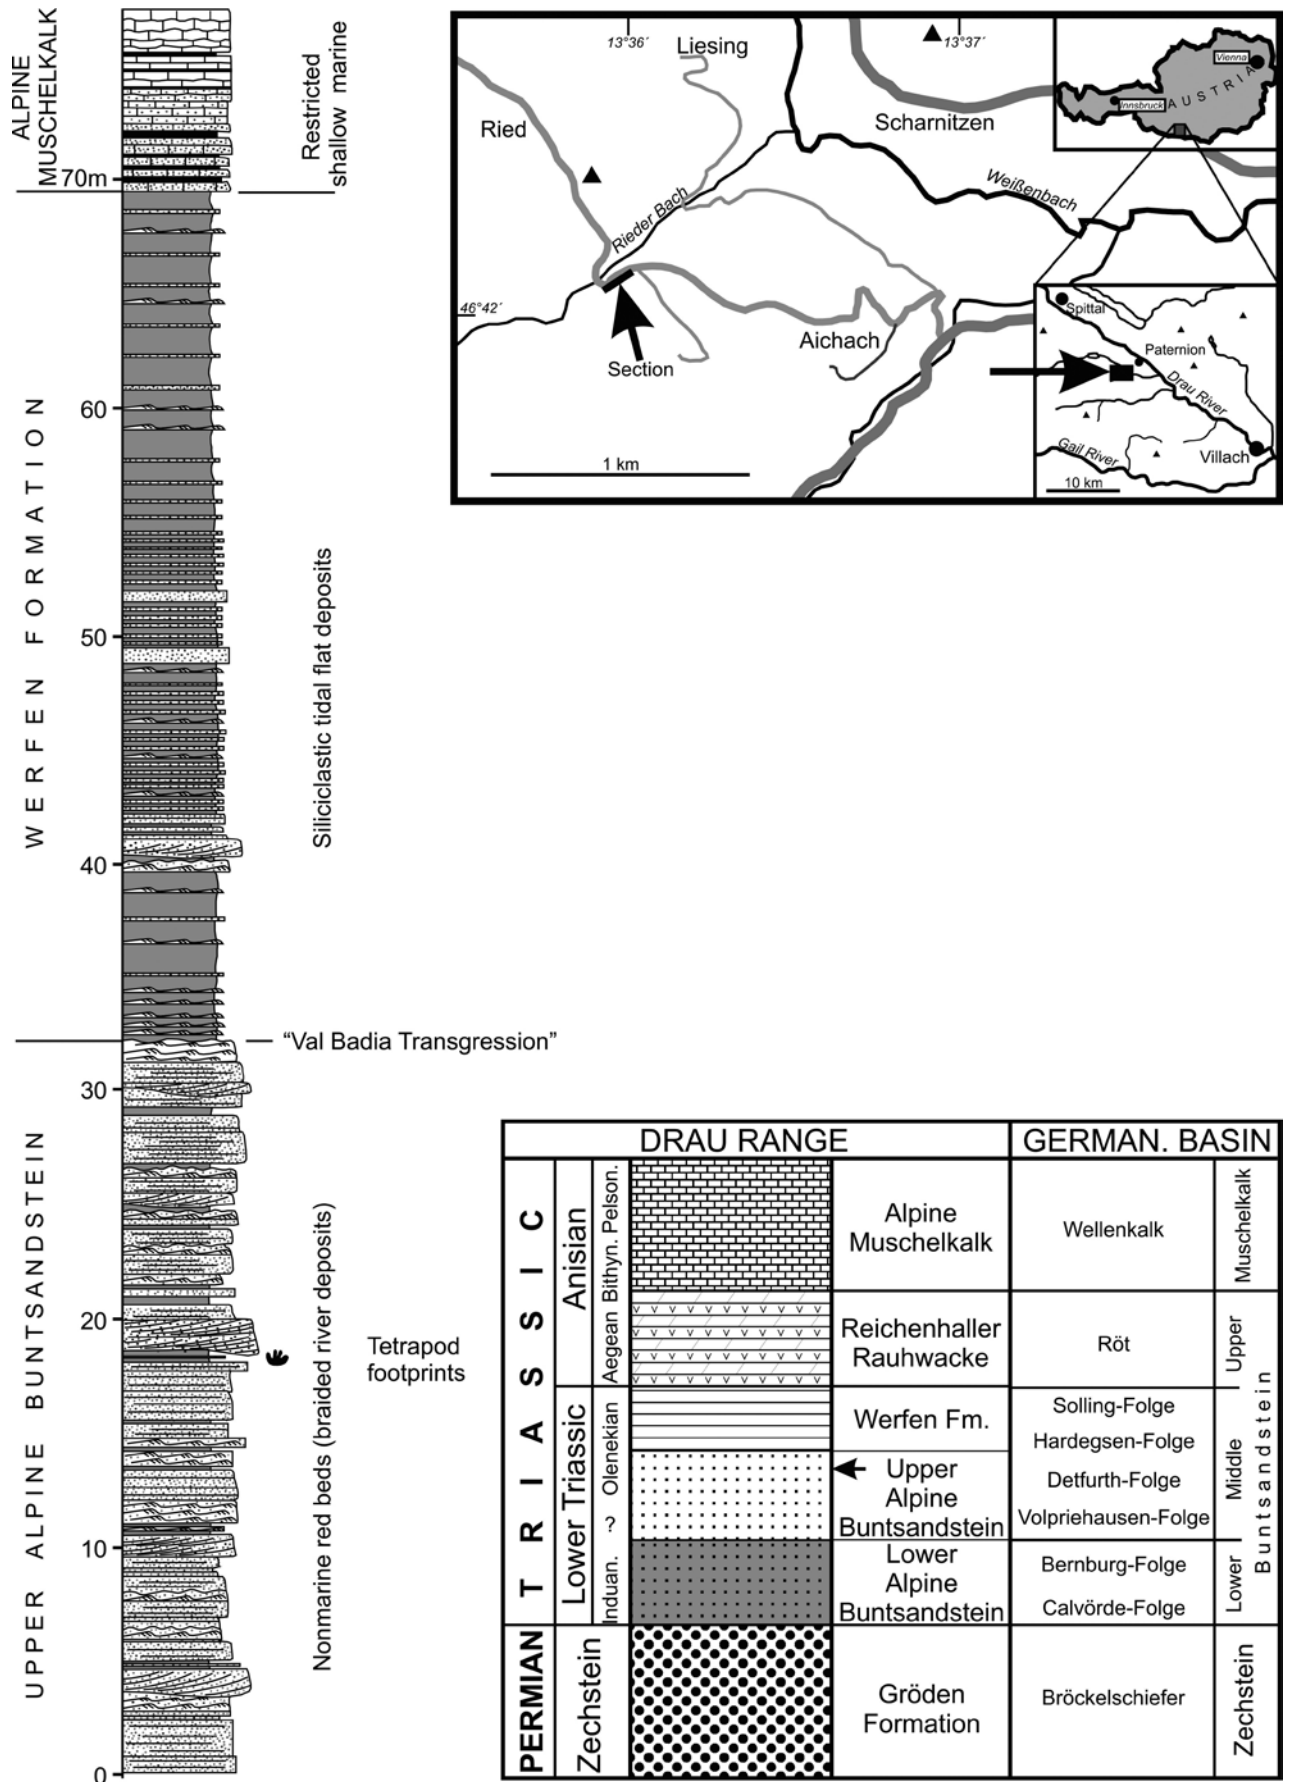 ALPINE
MUSCHELKALK
Restricted
shallow marine
70m
WERFEN FORMATION
60
50
40
Siliciclastic tidal flat deposits
“Val Badia Transgression”
30
UPPER ALPINE BUNTSANDSTEIN
20
10
0
Nonmarine red beds (braided river deposits)
Tetrapod
footprints
13°36´
13°37´
Liesing
Ried
Scharnitzen
Rieder Bach
Weißenbach
46°42´
Section
Aichach
1 km
Vienna
Innsbruck
AUSTRIA
Spittal
Paternion
Drau River
Gail River
Villach
10 km
DRAU RANGE
GERMAN. BASIN
TRIASSIC
Anisian
Pelson.
Bithyn.
Aegean
Alpine
Muschelkalk
Wellenkalk
Muschelkalk
Reichenhaller
Rauhwacke
Röt
Upper
Lower Triassic
Olenekian
?
Induan.
Werfen Fm.
Solling-Folge
Hardegsen-Folge
Upper
Alpine
Buntsandstein
Detfurth-Folge
Volpriehausen-Folge
Middle
Buntsandstein
Lower
Alpine
Buntsandstein
Bernburg-Folge
Calvörde-Folge
Lower
PERMIAN
Zechstein
Gröden
Formation
Bröckelschiefer
Zechstein